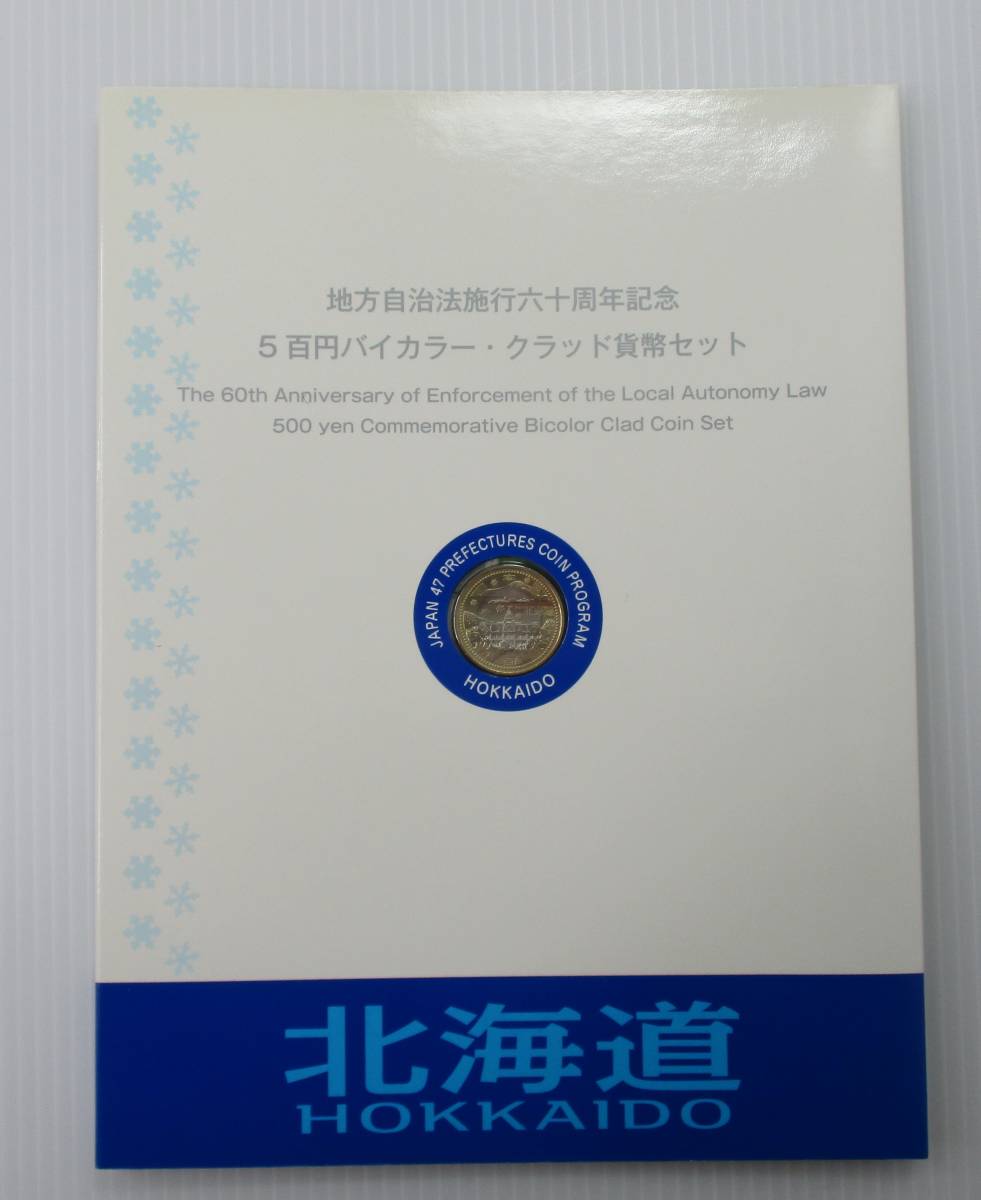 地方自治法施行六十周年記念
5百円バイカラー・クラッド貨幣セット
The 60th Anniversary of Enforcement of the Local Autonomy Law
500 yen Commemorative Bicolor Clad Coin Set
JAPAN 47 PREFECTURES COIN PROGRAM
HOKKAIDO
北海道
HOKKAIDO